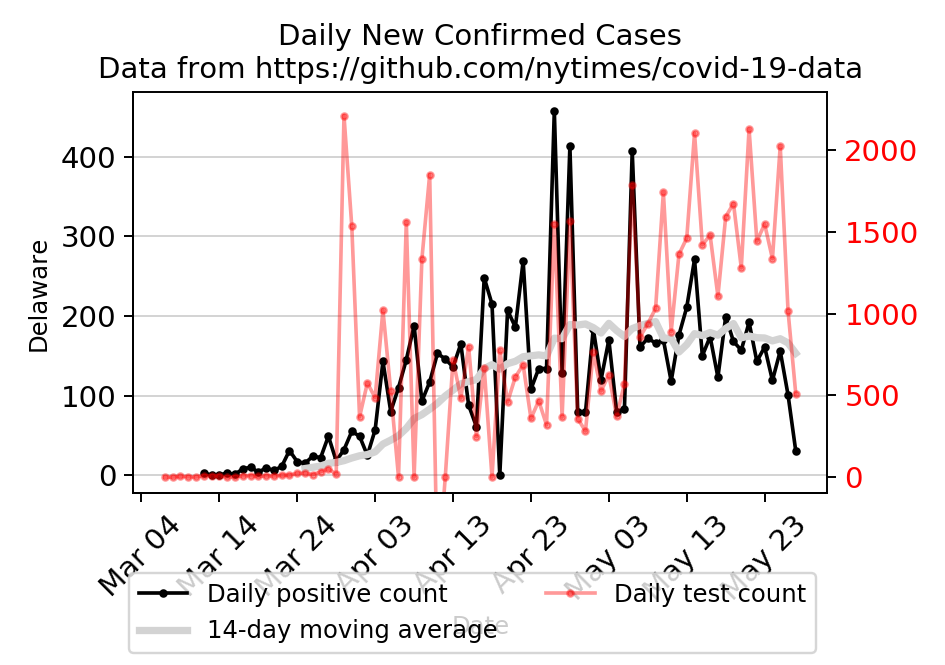 Daily New Confirmed Cases
Data from https://github.com/nytimes/covid-19-data
Delaware
400
300
200
100
0
2000
1500
1000
500
0
Mar 04
Mar 14
Mar 24
Apr 03
Apr 13
Apr 23
May 03
May 13
May 23
Date
Daily positive count
Daily test count
14-day moving average